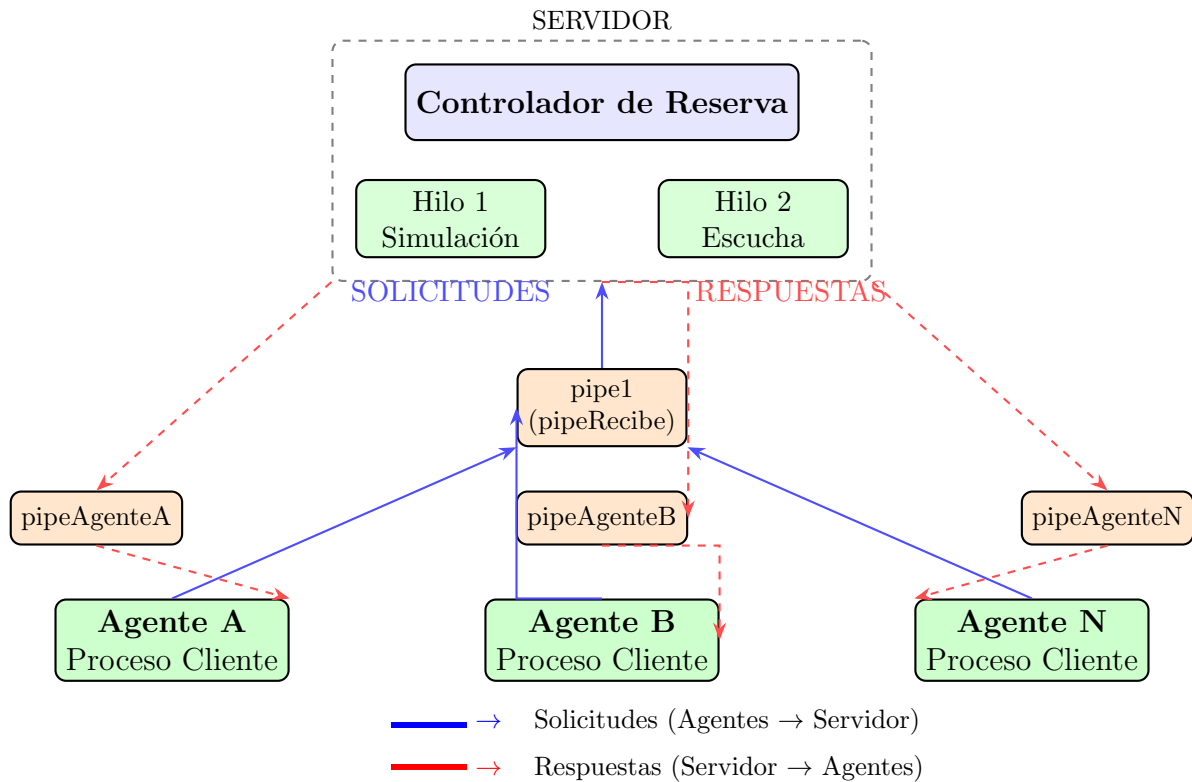 SERVIDOR
Controlador de Reserva
Hilo 1
Simulación
Hilo 2
Escucha
SOLICITUDES
RESPUESTAS
pipe1
(pipeRecibe)
pipeAgenteA
pipeAgenteB
pipeAgenteN
Agente A
Proceso Cliente
Agente B
Proceso Cliente
Agente N
Proceso Cliente
→ Solicitudes (Agentes → Servidor)
→ Respuestas (Servidor → Agentes)